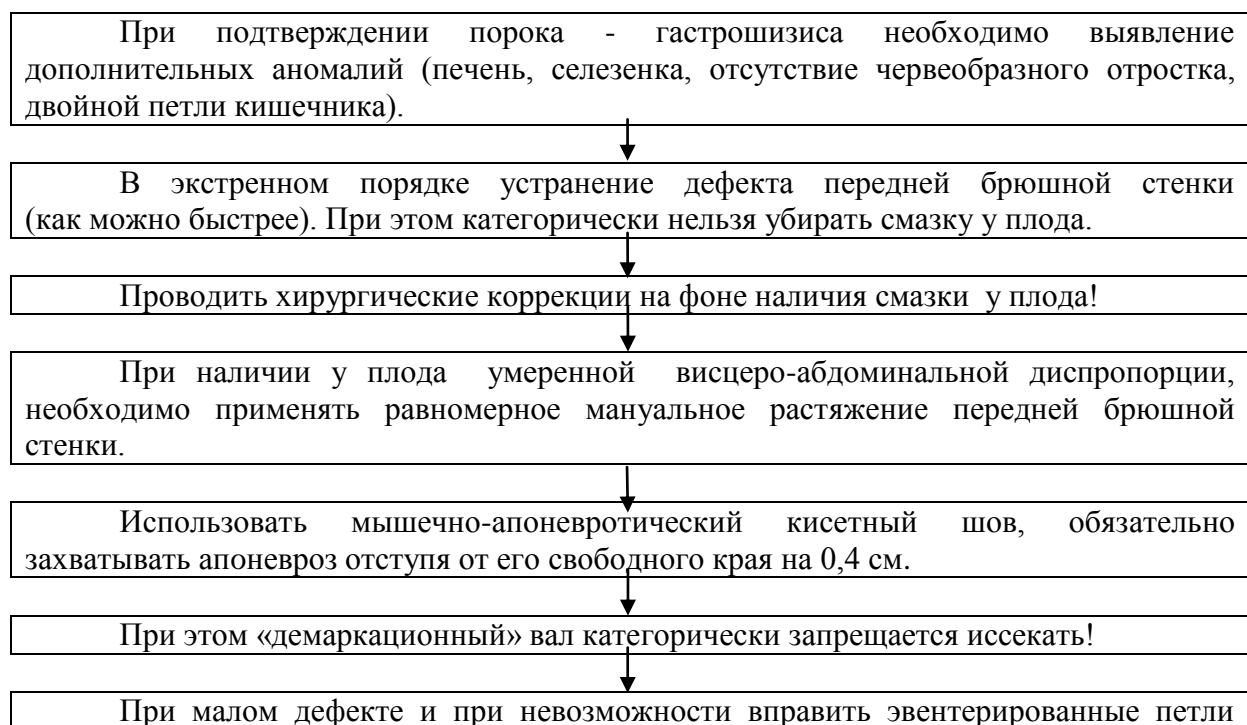 При подтверждении порока - гастрошизиса необходимо выявление
дополнительных аномалий (печень, селезенка, отсутствие червеобразного отростка,
двойной петли кишечника).
В экстренном порядке устранение дефекта передней брюшной стенки
(как можно быстрее). При этом категорически нельзя убирать смазку у плода.
Проводить хирургические коррекции на фоне наличия смазки у плода!
При наличии у плода умеренной висцеро-абдоминальной диспропорции,
необходимо применять равномерное мануальное растяжение передней брюшной
стенки.
Использовать мышечно-апоневротический кисетный шов, обязательно
захватывать апоневроз отступя от его свободного края на 0,4 см.
При этом «демаркационный» вал категорически запрещается иссекать!
При малом дефекте и при невозможности вправить эвентерированные петли